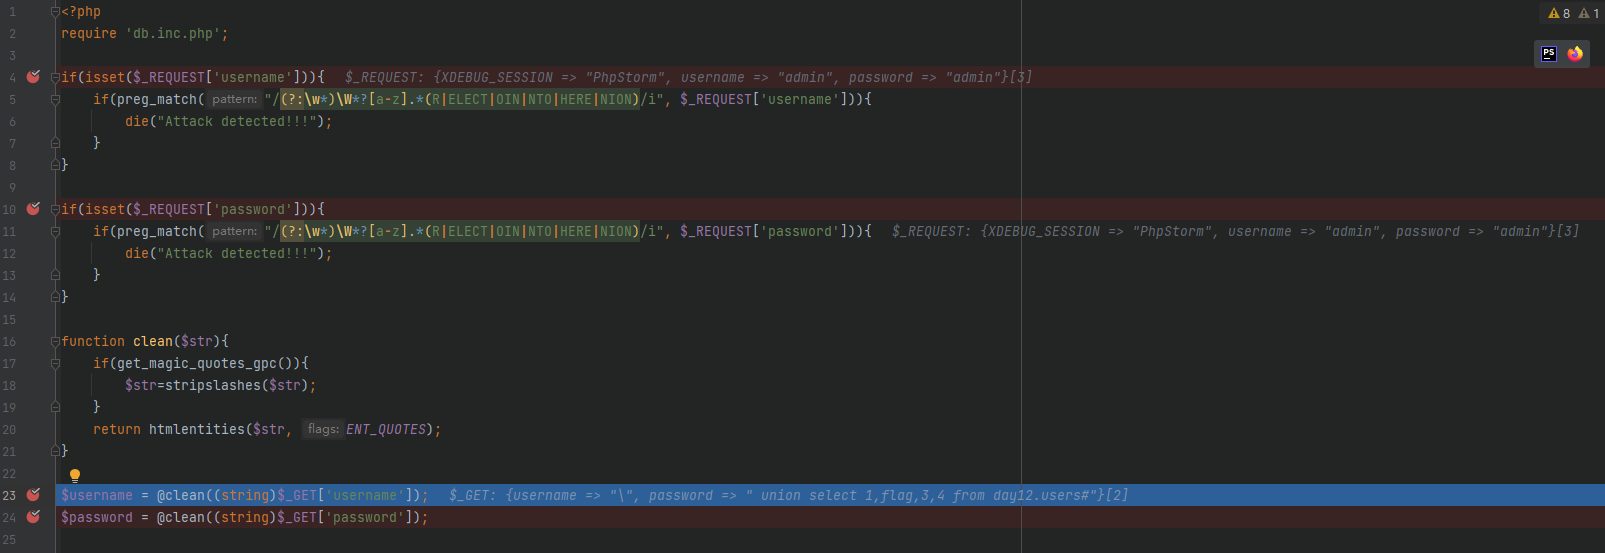 1 <?php
2 require 'db.inc.php';
3
4 if(isset($_REQUEST['username'])){ $_REQUEST: {XDEBUG_SESSION => "PhpStorm", username => "admin", password => "admin"}[3]
5 if(preg_match( pattern: "/(?:\w*)\W*?[a-z].*(R|ELECT|OIN|NTO|HERE|NION)/i", $_REQUEST['username'])){
6 die("Attack detected!!!");
7 }
8 }
9
10 if(isset($_REQUEST['password'])){
11 if(preg_match( pattern: "/(?:\w*)\W*?[a-z].*(R|ELECT|OIN|NTO|HERE|NION)/i", $_REQUEST['password'])){ $_REQUEST: {XDEBUG_SESSION => "PhpStorm", username => "admin", password => "admin"}[3]
12 die("Attack detected!!!");
13 }
14 }
15
16 function clean($str){
17 if(get_magic_quotes_gpc()){
18 $str=stripslashes($str);
19 }
20 return htmlentities($str, flags: ENT_QUOTES);
21 }
22
23 $username = @clean((string)$_GET['username']); $_GET: {username => "\", password => " union select 1,flag,3,4 from day12.users#"}[2]
24 $password = @clean((string)$_GET['password']);
25
8 1
PS